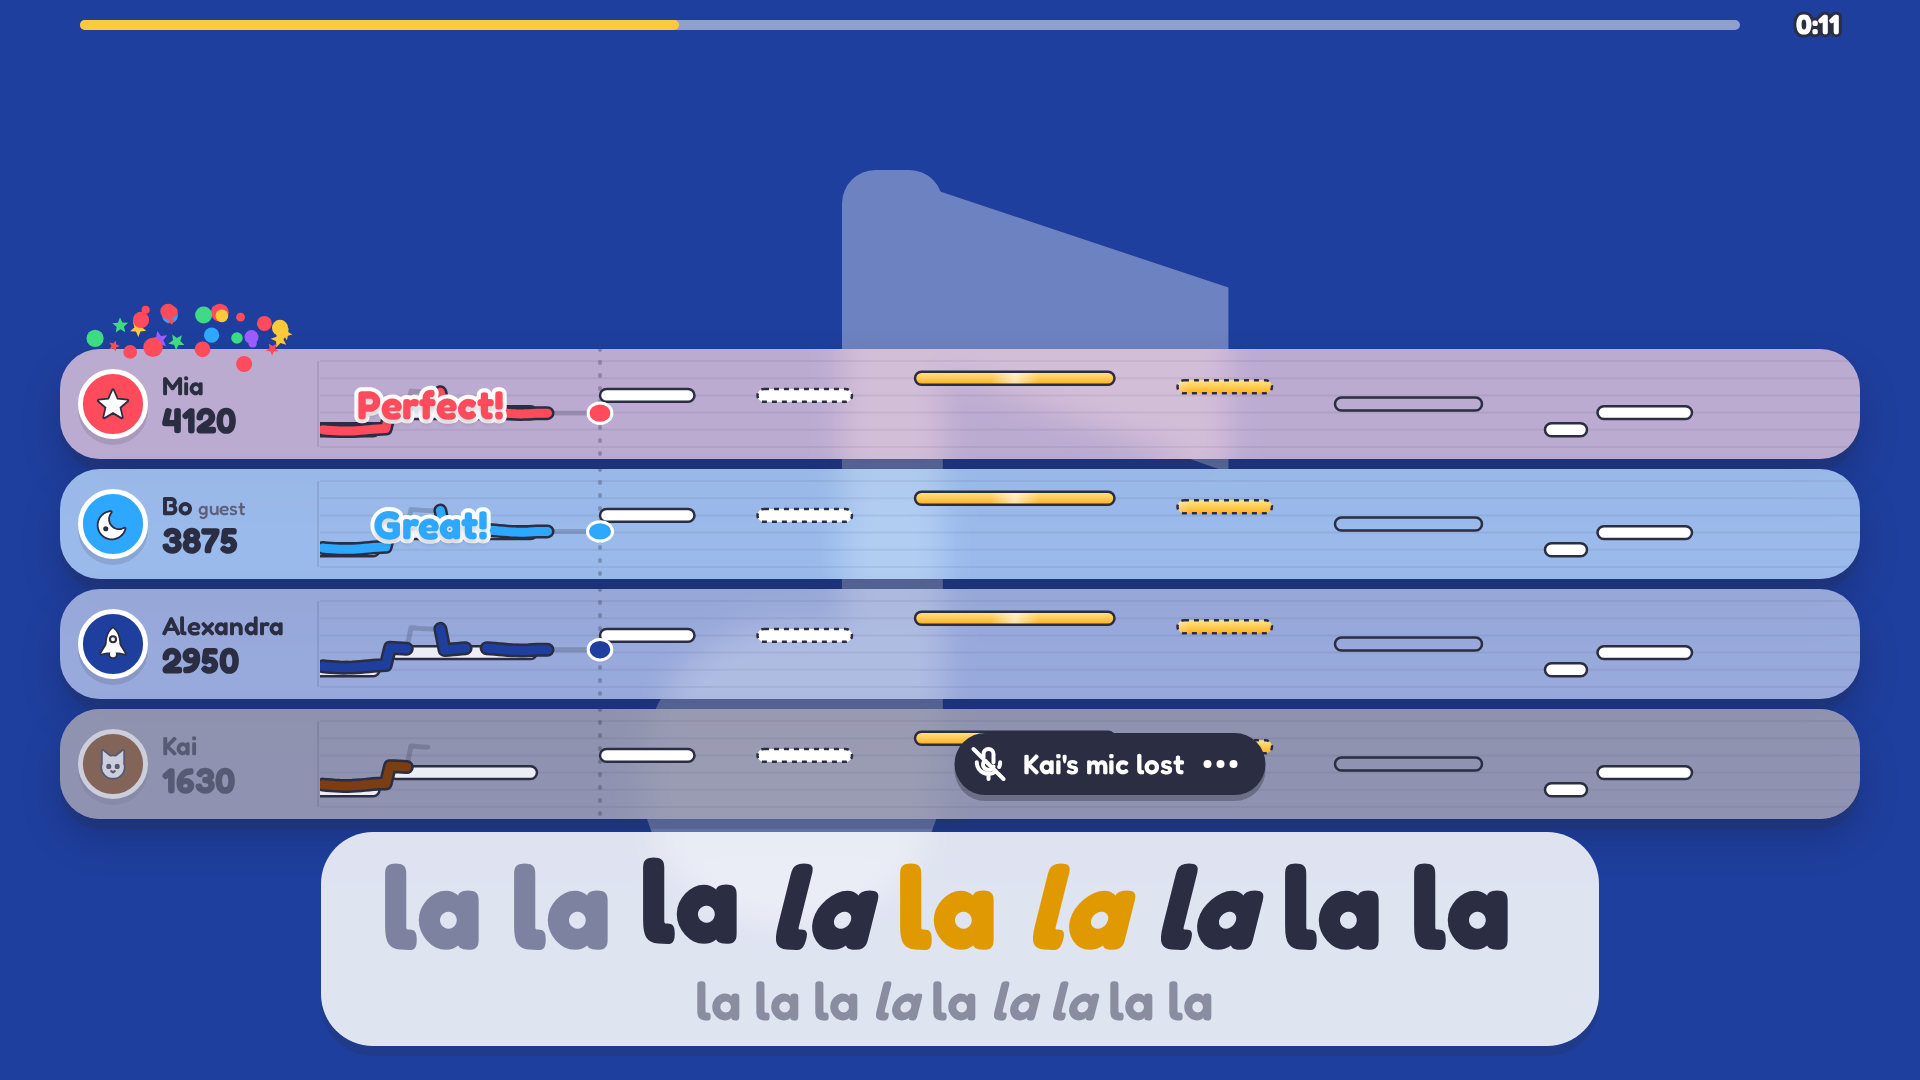 0:11
Mia
4120
Perfect!
Bo guest
3875
Great!
Alexandra
2950
Kai
1630
Kai's mic lost •••
la la la la la la la la la
la la la la la la la la la